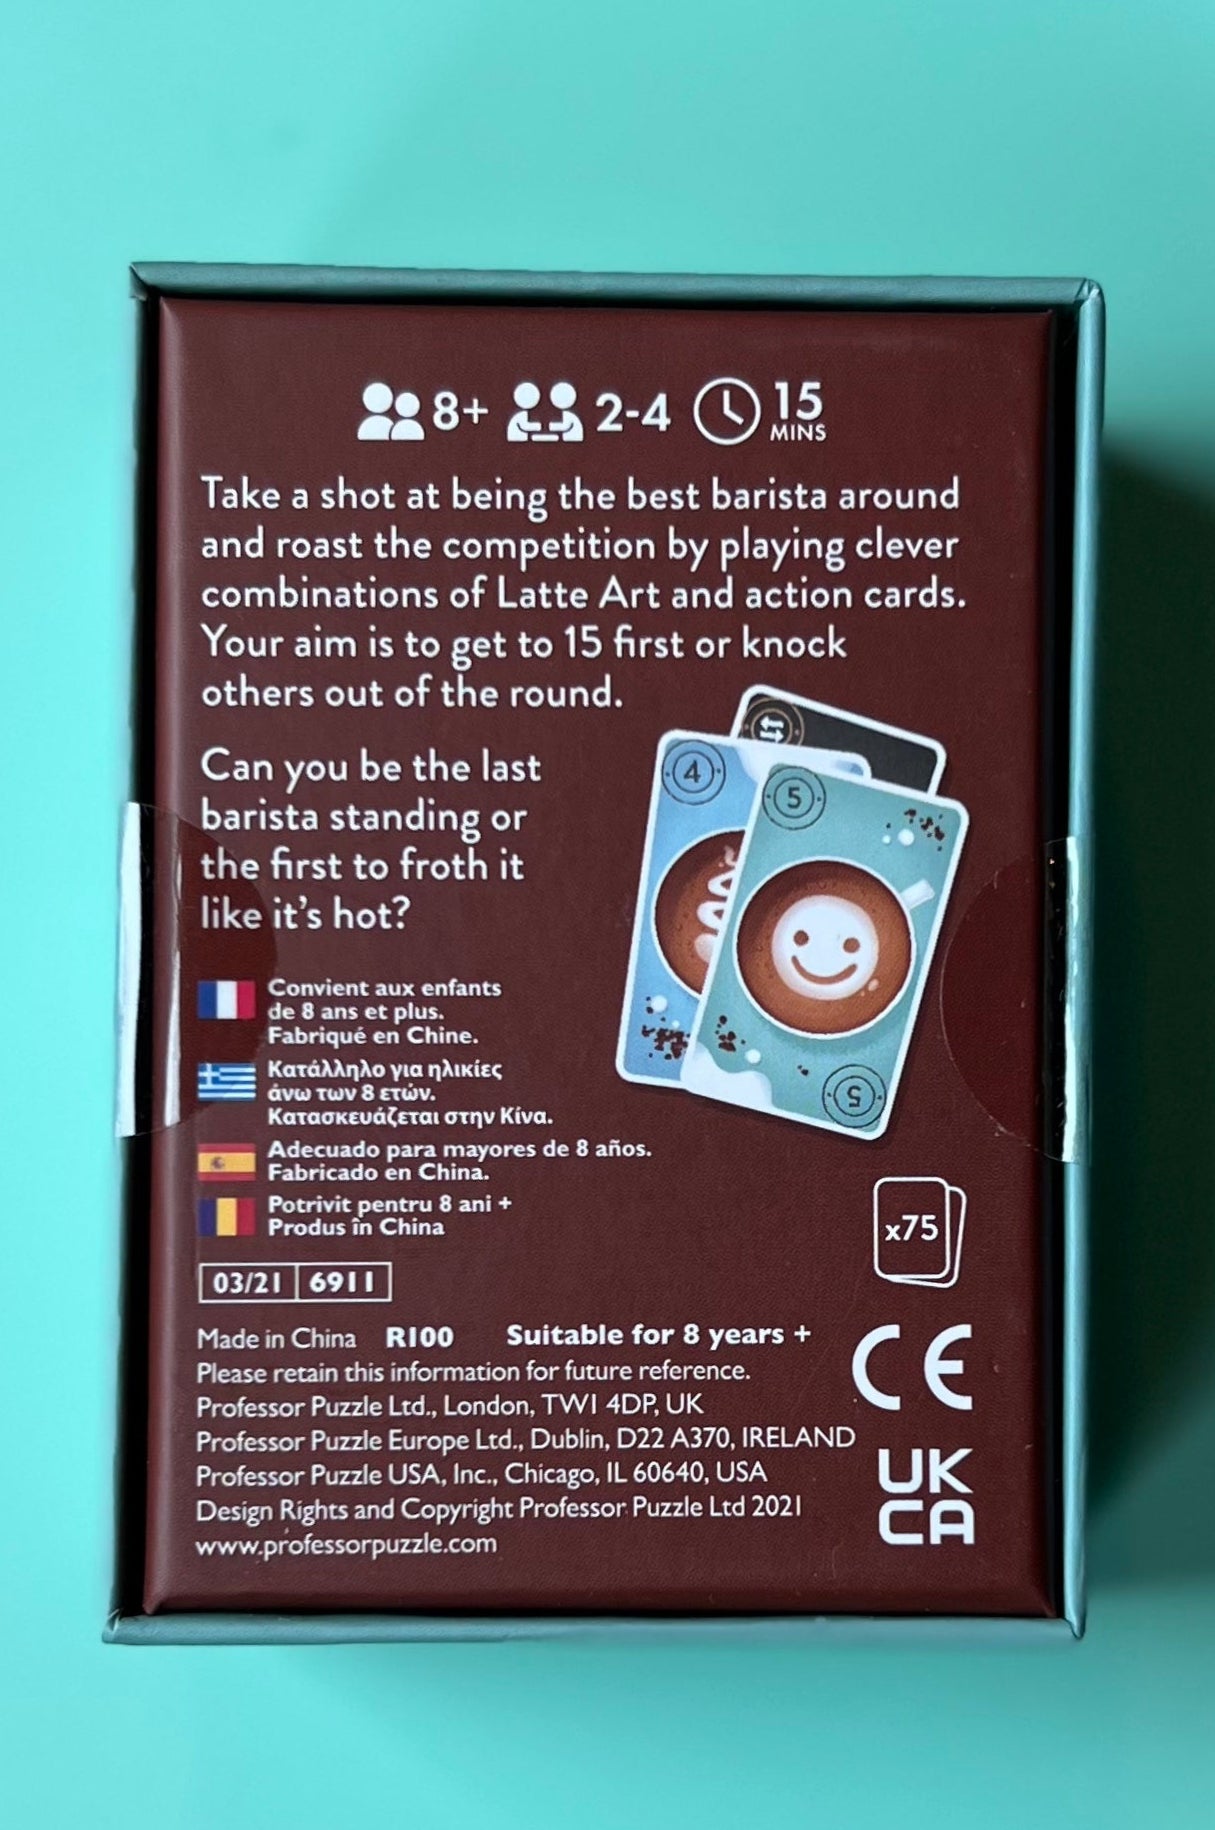 8+ 2-4 15 MINS
Take a shot at being the best barista around
and roast the competition by playing clever
combinations of Latte Art and action cards.
Your aim is to get to 15 first or knock
others out of the round.
Can you be the last
barista standing or
the first to froth it
like it's hot?
4
5
5
Convient aux enfants
de 8 ans et plus.
Fabriqué en Chine.
Κατάλληλο για ηλικίες
άνω των 8 ετών.
Κατασκευάζεται στην Κίνα.
Adecuado para mayores de 8 años.
Fabricado en China.
Potrivit pentru 8 ani +
Produs în China
x75
03/21 6911
Made in China R100 Suitable for 8 years +
Please retain this information for future reference.
Professor Puzzle Ltd., London, TW1 4DP, UK
Professor Puzzle Europe Ltd., Dublin, D22 A370, IRELAND
Professor Puzzle USA, Inc., Chicago, IL 60640, USA
Design Rights and Copyright Professor Puzzle Ltd 2021
www.professorpuzzle.com
CE
UK
CA